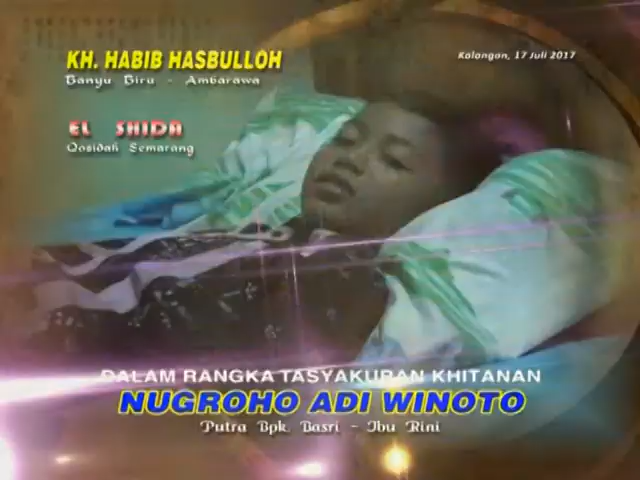 KH. HABIB HASBULLOH
Banyu Biru - Ambarawa
Kalongan, 17 Juli 2017
EL SHIDA
Qosidah Semarang
DALAM RANGKA TASYAKURAN KHITANAN
NUGROHO ADI WINOTO
Putra Bpk. Basri - Ibu Rini